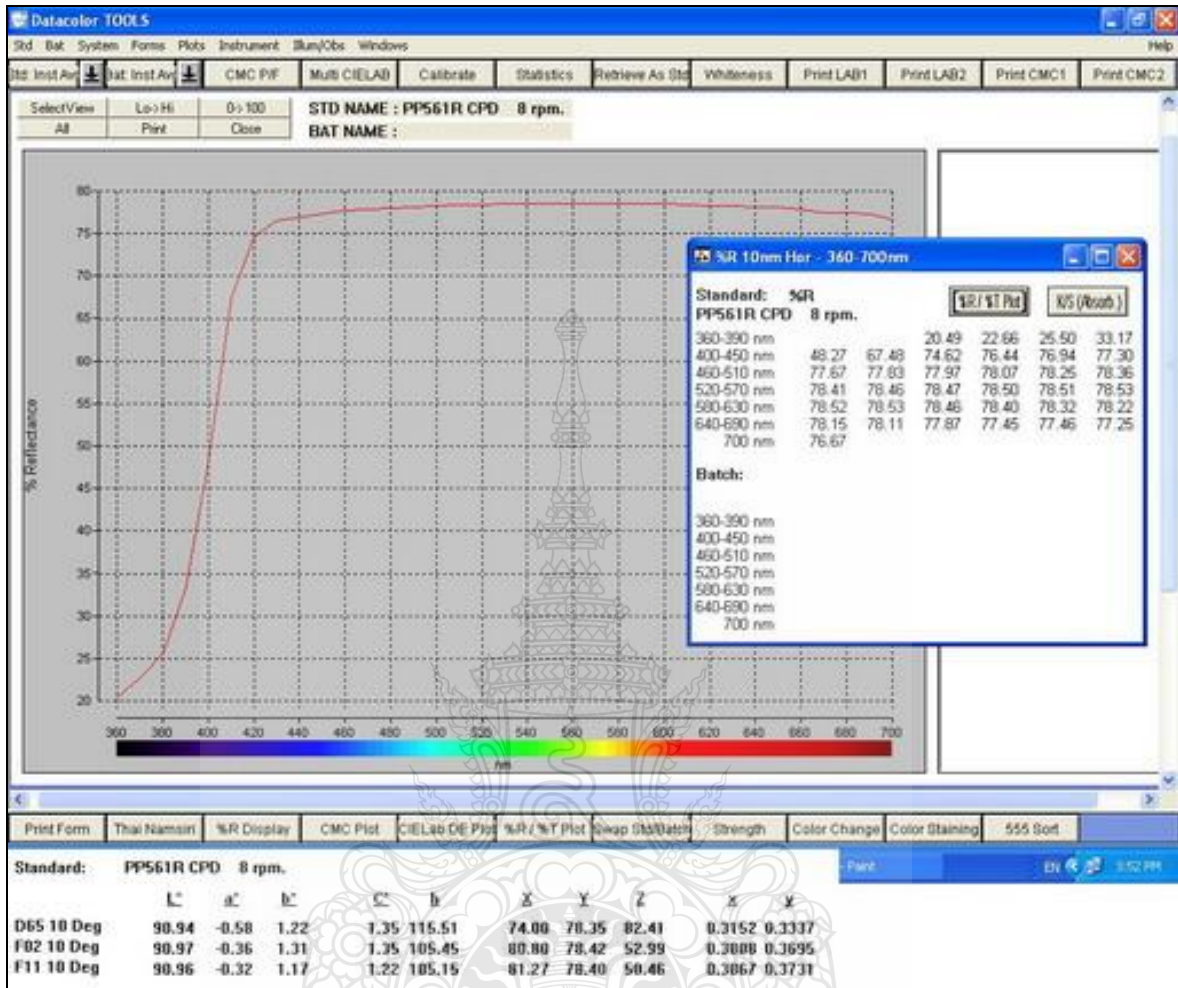 Datacolor TOOLS
Std Bat System Forms Plots Instrument Illum/Obs Windows Help
Std: Inst Avg Bat: Inst Avg CMC P/F Multi CIELAB Calibrate Statistics Retrieve As Std Whiteness Print LAB1 Print LAB2 Print CMC1 Print CMC2
SelectView Lo->Hi 0->100 STD NAME : PP561R CPD 8 rpm.
All Print Close BAT NAME :
80
75
70
65
60
55
50
45
40
35
30
25
20
% Reflectance
360 380 400 420 440 460 480 500 520 540 560 580 600 620 640 660 680 700
nm
%R 10nm Hor - 360-700nm
Standard: %R %R / %T Plot K/S (Absorb.)
PP561R CPD 8 rpm.
360-390 nm 20.49 22.66 25.50 33.17
400-450 nm 48.27 67.48 74.62 76.44 76.94 77.30
460-510 nm 77.67 77.83 77.97 78.07 78.25 78.36
520-570 nm 78.41 78.46 78.47 78.50 78.51 78.53
580-630 nm 78.52 78.53 78.46 78.40 78.32 78.22
640-690 nm 78.15 78.11 77.87 77.45 77.46 77.25
700 nm 76.67
Batch:
360-390 nm
400-450 nm
460-510 nm
520-570 nm
580-630 nm
640-690 nm
700 nm
Print Form Thai Namsiri %R Display CMC Plot CIELab DE Plot %R / %T Plot Swap Std/Batch Strength Color Change Color Staining 555 Sort
Standard: PP561R CPD 8 rpm. - Paint EN 9:52 PM
L* a* b* C* h X Y Z x y
D65 10 Deg 90.94 -0.58 1.22 1.35 115.51 74.00 78.35 82.41 0.3152 0.3337
F02 10 Deg 90.97 -0.36 1.31 1.35 105.45 80.80 78.42 52.99 0.3808 0.3695
F11 10 Deg 90.96 -0.32 1.17 1.22 105.15 81.27 78.40 50.46 0.3867 0.3731